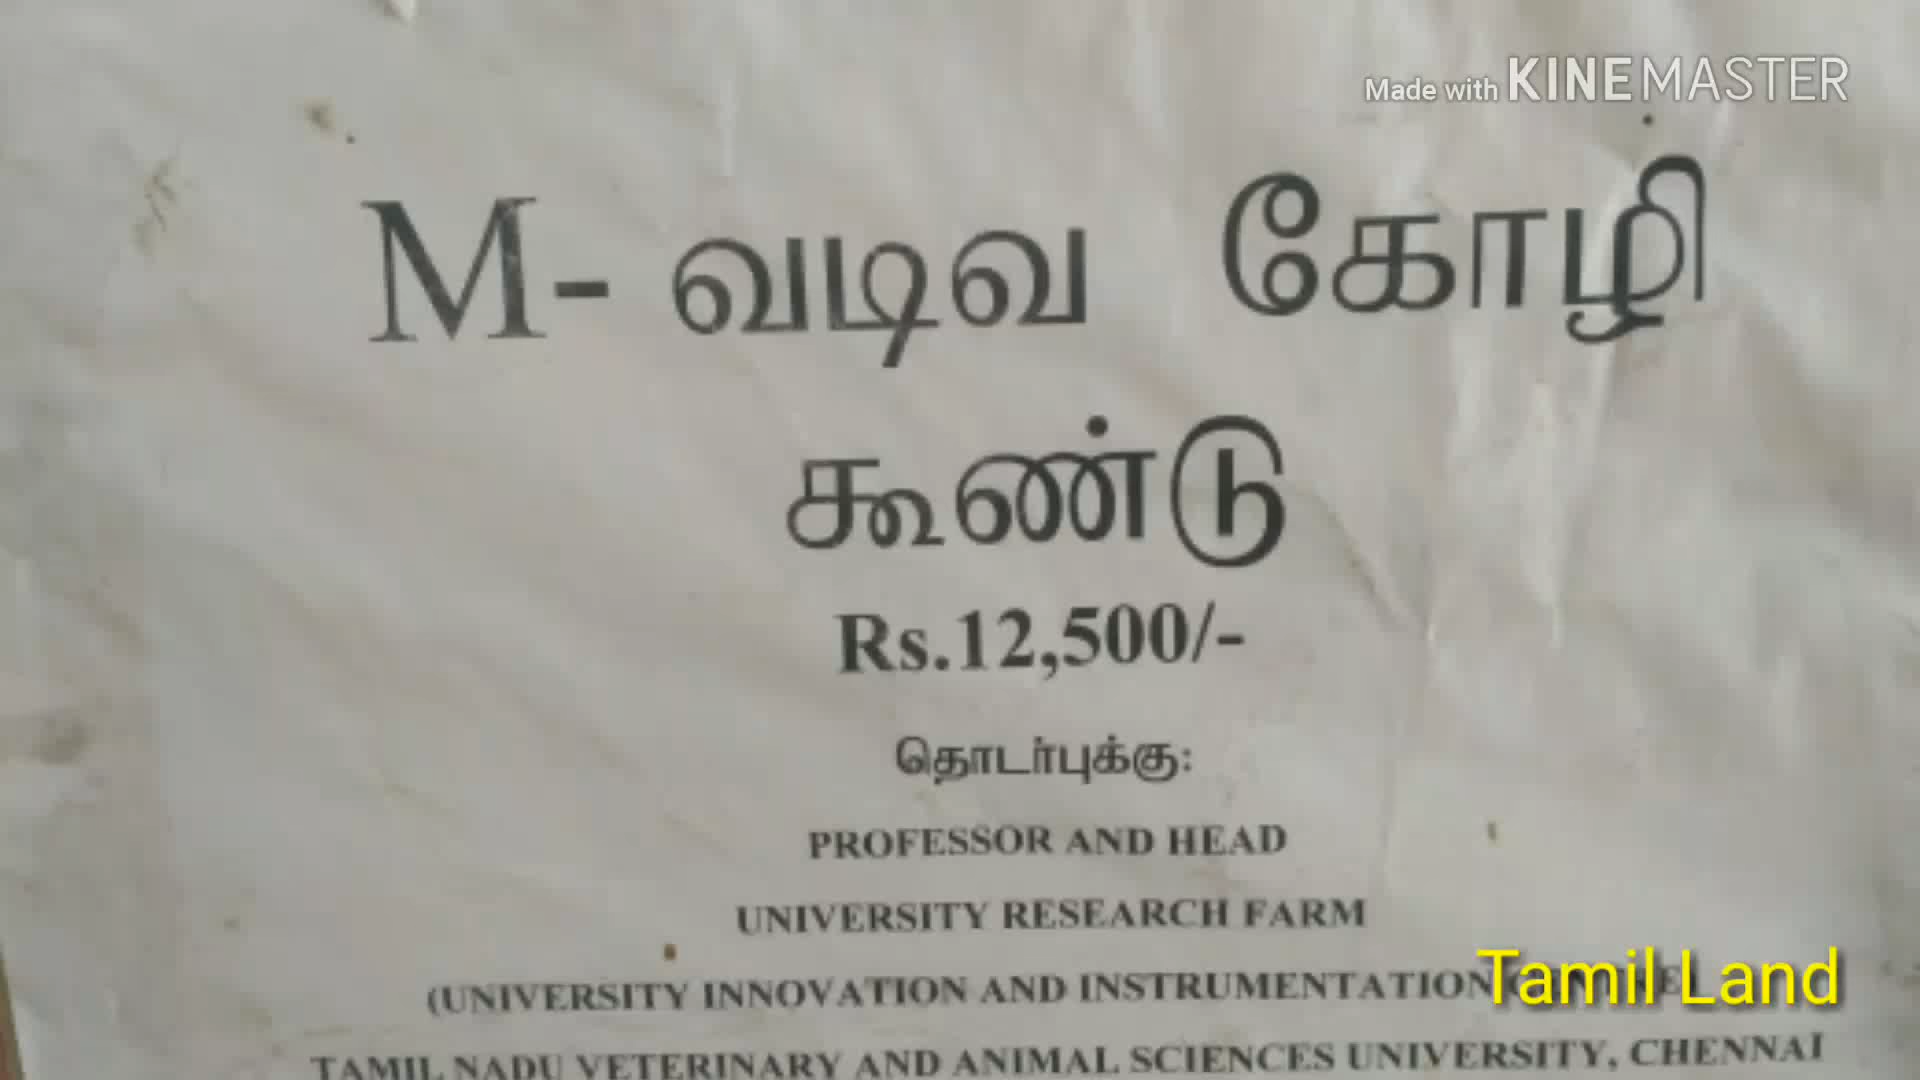 Made with KINEMASTER
M- வடிவ கோழி
கூண்டு
Rs.12,500/-
தொடர்புக்கு:
PROFESSOR AND HEAD
UNIVERSITY RESEARCH FARM
(UNIVERSITY INNOVATION AND INSTRUMENTATION
Tamil Land
TAMIL NADU VETERINARY AND ANIMAL SCIENCES UNIVERSITY, CHENNAI